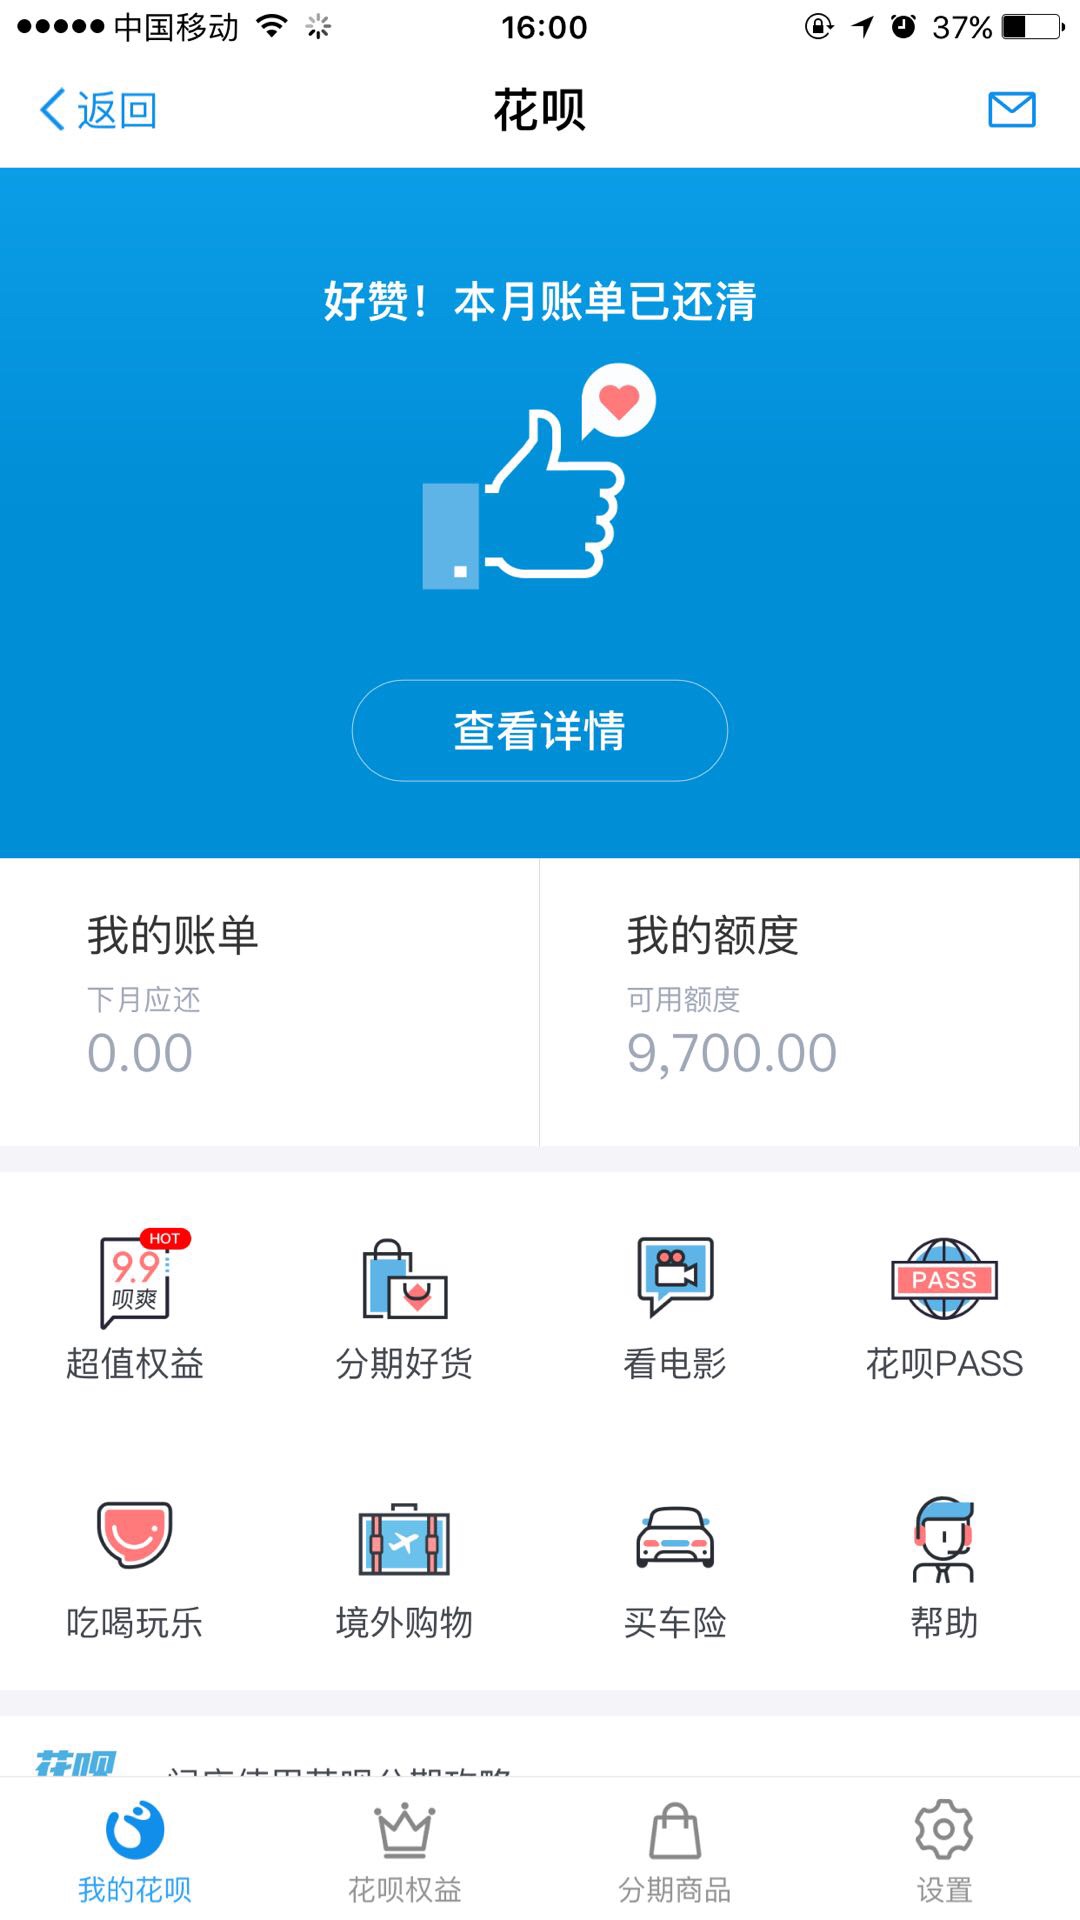 中国移动 16:00 37%
返回 花呗
好赞！本月账单已还清
查看详情
我的账单 我的额度
下月应还 可用额度
0.00 9,700.00
HOT
9.9
呗爽
PASS
超值权益 分期好货 看电影 花呗PASS
吃喝玩乐 境外购物 买车险 帮助
花呗
我的花呗 花呗权益 分期商品 设置